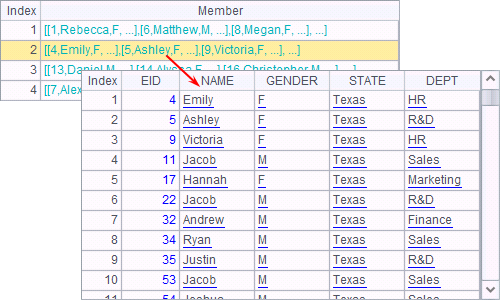 Index Member
1 [[1,Rebecca,F, ...],[6,Matthew,M, ...],[8,Megan,F, ...], ...]
2 [[4,Emily,F, ...],[5,Ashley,F, ...],[9,Victoria,F, ...], ...]
3 [[13,Daniel,M, ...],[14,Alyssa,F, ...],[16,Christopher,M, ...
4 [[7,Alex
Index EID NAME GENDER STATE DEPT
1 4 Emily F Texas HR
2 5 Ashley F Texas R&D
3 9 Victoria F Texas HR
4 11 Jacob M Texas Sales
5 17 Hannah F Texas Marketing
6 22 Jacob M Texas R&D
7 32 Andrew M Texas Finance
8 34 Ryan M Texas Sales
9 35 Justin M Texas R&D
10 53 Jacob M Texas Sales
11 54 Joshua M Texas Sales